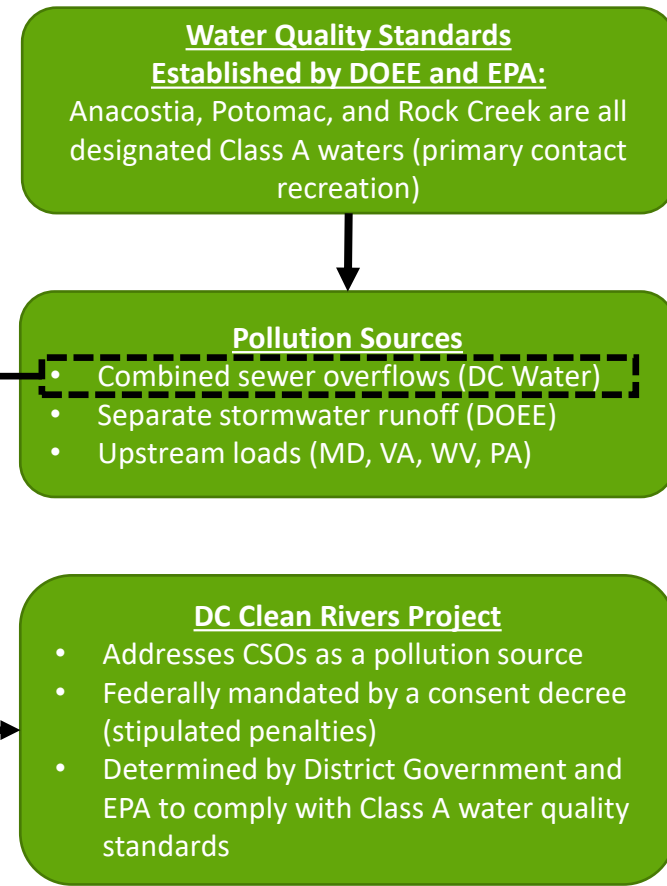 Water Quality Standards
Established by DOEE and EPA:
Anacostia, Potomac, and Rock Creek are all
designated Class A waters (primary contact
recreation)
Pollution Sources
• Combined sewer overflows (DC Water)
• Separate stormwater runoff (DOEE)
• Upstream loads (MD, VA, WV, PA)
DC Clean Rivers Project
• Addresses CSOs as a pollution source
• Federally mandated by a consent decree
(stipulated penalties)
• Determined by District Government and
EPA to comply with Class A water quality
standards